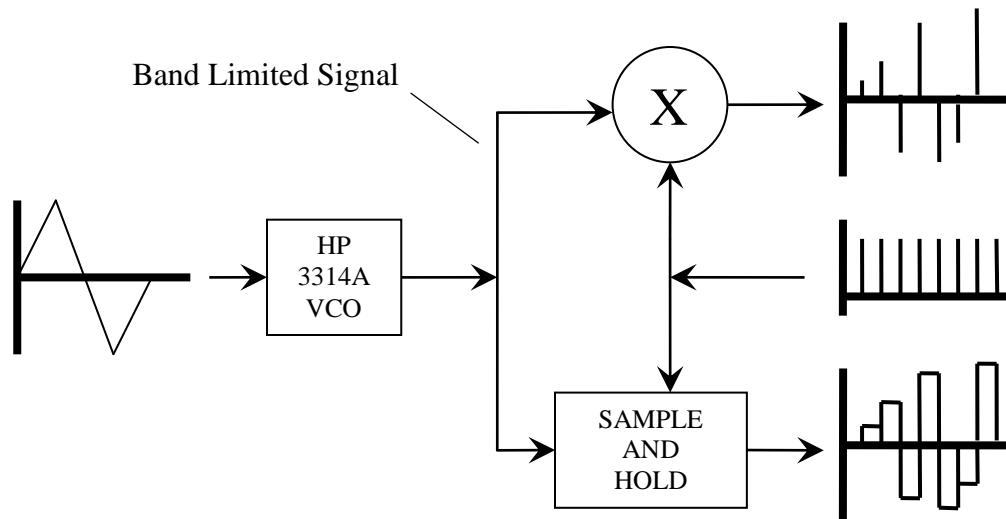 Band Limited Signal
X
HP
3314A
VCO
SAMPLE
AND
HOLD